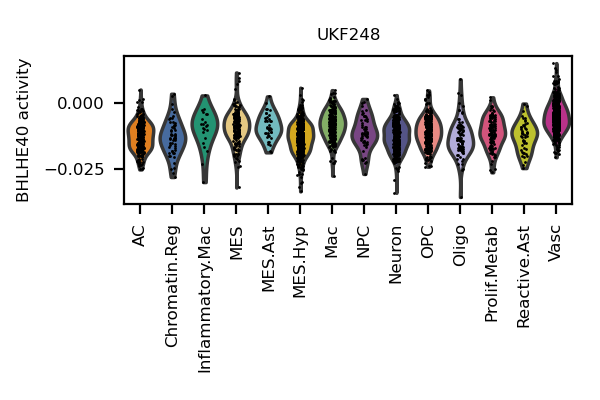 UKF248
BHLHE40 activity
0.000
−0.025
AC
Chromatin.Reg
Inflammatory.Mac
MES
MES.Ast
MES.Hyp
Mac
NPC
Neuron
OPC
Oligo
Prolif.Metab
Reactive.Ast
Vasc